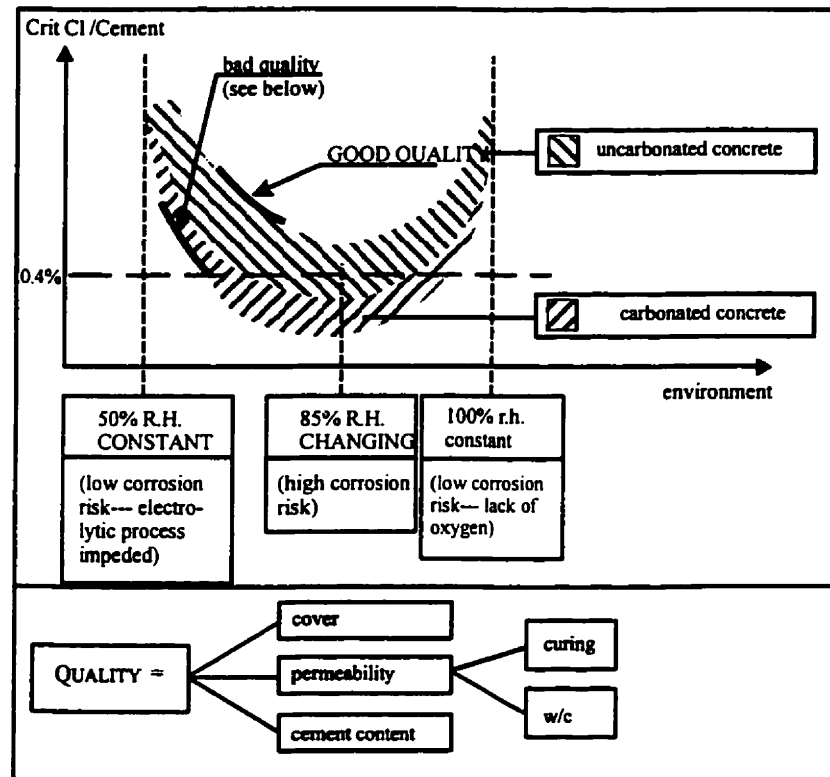 Crit Cl /Cement
bad quality
(see below)
GOOD QUALITY
uncarbonated concrete
0.4%
carbonated concrete
environment
50% R.H.
CONSTANT
(low corrosion
risk--- electro-
lytic process
impeded)
85% R.H.
CHANGING
(high corrosion
risk)
100% r.h.
constant
(low corrosion
risk— lack of
oxygen)
QUALITY =
cover
permeability
cement content
curing
w/c